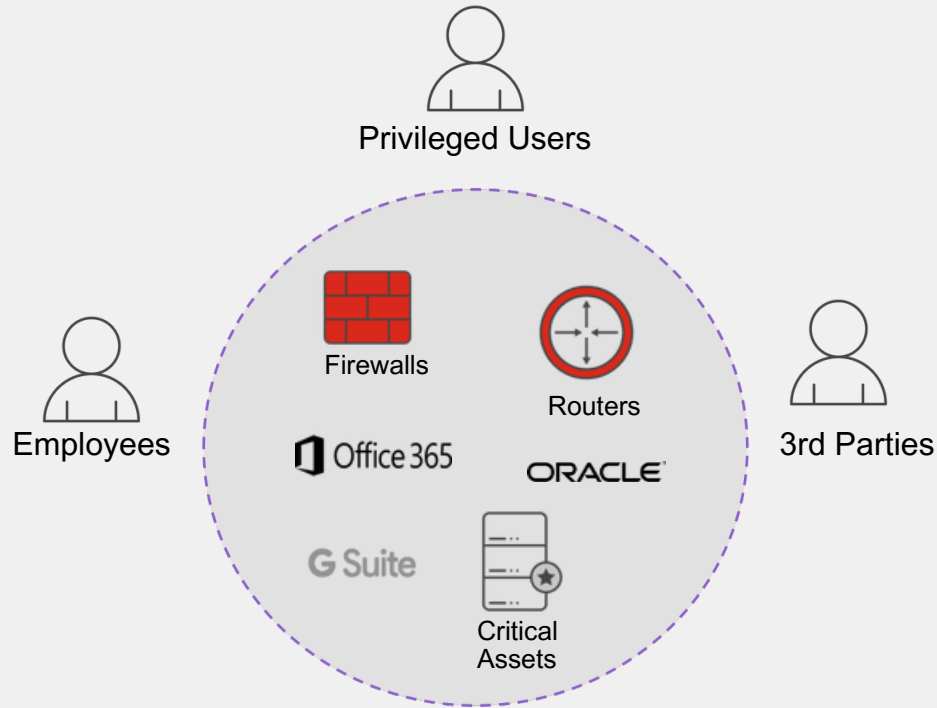 Privileged Users
Firewalls
Routers
Employees
3rd Parties
Office 365
ORACLE
G Suite
Critical
Assets